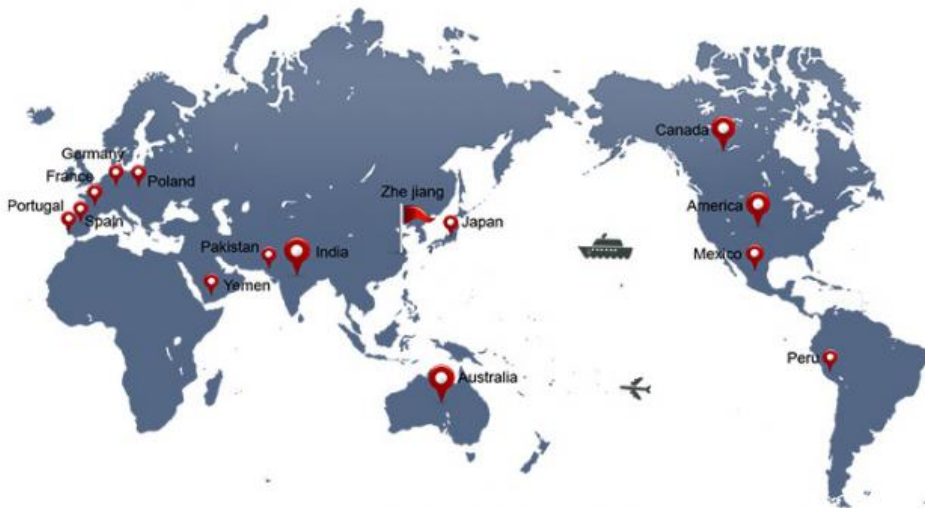 Canada
Germany
France
Poland
Zhe jiang
Portugal
Spain
America
Japan
Pakistan
India
Mexico
Yemen
Peru
Australia